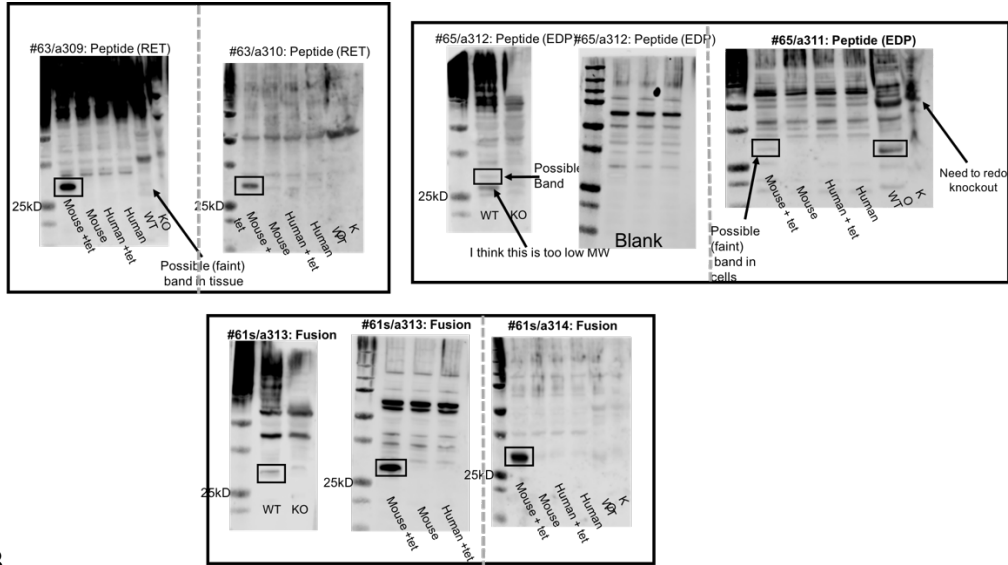 #63/a309: Peptide (RET)
#63/a310: Peptide (RET)
25kD
Mouse +tet
Mouse
Human +tet
Human
WT
KO
Possible (faint)
band in tissue
25kD
Mouse +
tet
Mouse
Human + tet
Human
WT
O
K
#65/a312: Peptide (EDP)
#65/a312: Peptide (EDP)
#65/a311: Peptide (EDP)
25kD
WT
KO
Possible
Band
I think this is too low MW
Blank
Possible
(faint)
band in
cells
Mouse + tet
Mouse
Human + tet
Human
WT
O
K
Need to redo
knockout
#61s/a313: Fusion
#61s/a313: Fusion
#61s/a314: Fusion
25kD
WT
KO
25kD
Mouse +tet
Mouse
Human +tet
25kD
Mouse + tet
Mouse
Human + tet
Human
WT
O
K